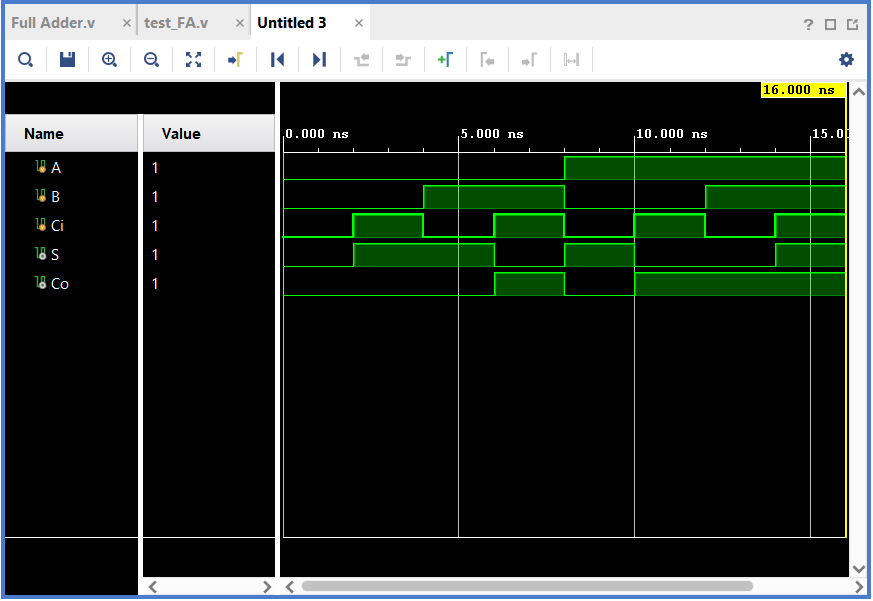 Full Adder.v × test_FA.v × Untitled 3 × ?
16.000 ns
Name Value 0.000 ns 5.000 ns 10.000 ns 15.0
A 1
B 1
Ci 1
S 1
Co 1